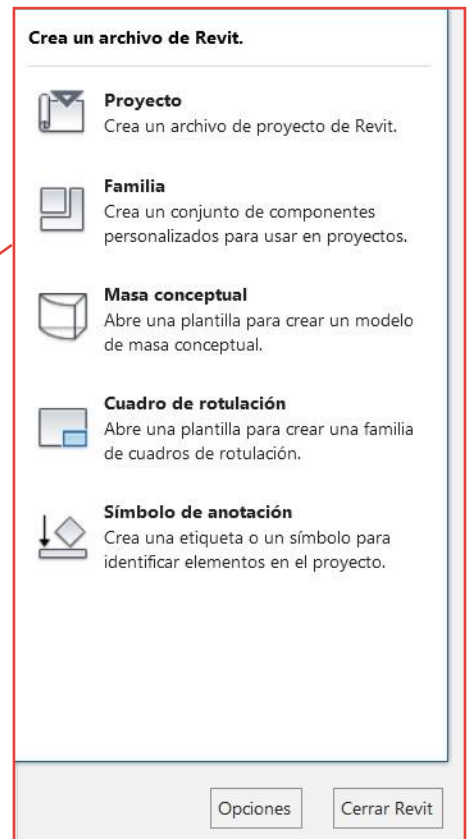 Crea un archivo de Revit.
Proyecto
Crea un archivo de proyecto de Revit.
Familia
Crea un conjunto de componentes
personalizados para usar en proyectos.
Masa conceptual
Abre una plantilla para crear un modelo
de masa conceptual.
Cuadro de rotulación
Abre una plantilla para crear una familia
de cuadros de rotulación.
Símbolo de anotación
Crea una etiqueta o un símbolo para
identificar elementos en el proyecto.
Opciones
Cerrar Revit